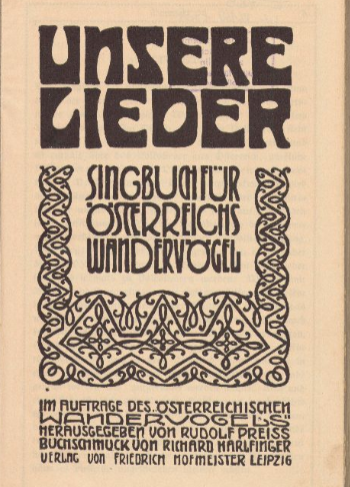 UNSERE
LIEDER
SINGBUCH FÜR
ÖSTERREICHS
WANDERVÖGEL
IM AUFTRAGE DES „ÖSTERREICHISCHEN
WANDERVOGELS“
HERAUSGEGEBEN VON RUDOLF PREISS
BUCHSCHMUCK VON RICHARD HARLFINGER
VERLAG VON FRIEDRICH HOFMEISTER LEIPZIG